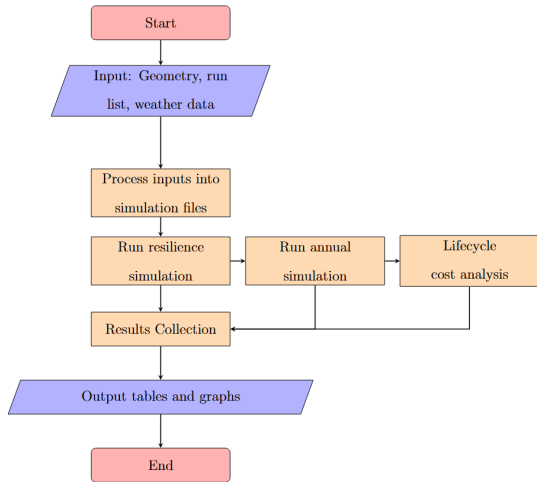 Start
Input: Geometry, run
list, weather data
Process inputs into
simulation files
Run resilience
simulation
Run annual
simulation
Lifecycle
cost analysis
Results Collection
Output tables and graphs
End